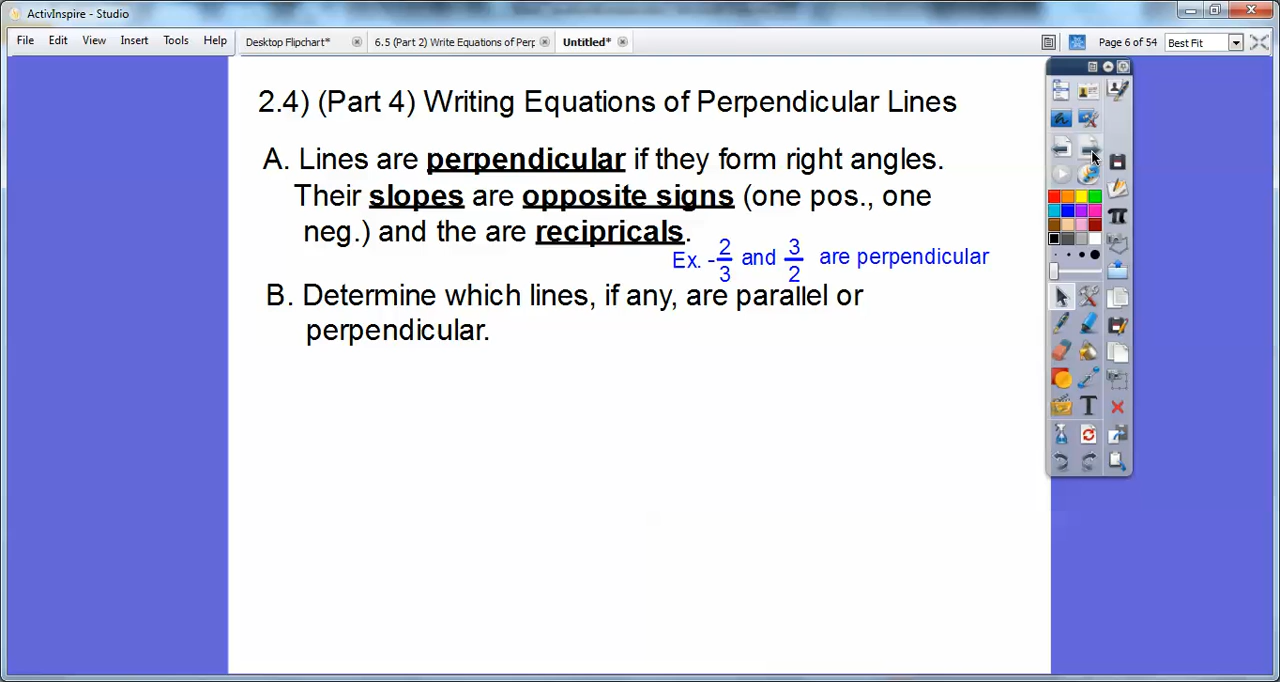 ActivInspire - Studio
File Edit View Insert Tools Help
Desktop Flipchart* 6.5 (Part 2) Write Equations of Perp Untitled* Page 6 of 54 Best Fit
2.4) (Part 4) Writing Equations of Perpendicular Lines
A. Lines are perpendicular if they form right angles.
Their slopes are opposite signs (one pos., one
neg.) and the are recipricals.
Ex. -2/3 and 3/2 are perpendicular
B. Determine which lines, if any, are parallel or
perpendicular.